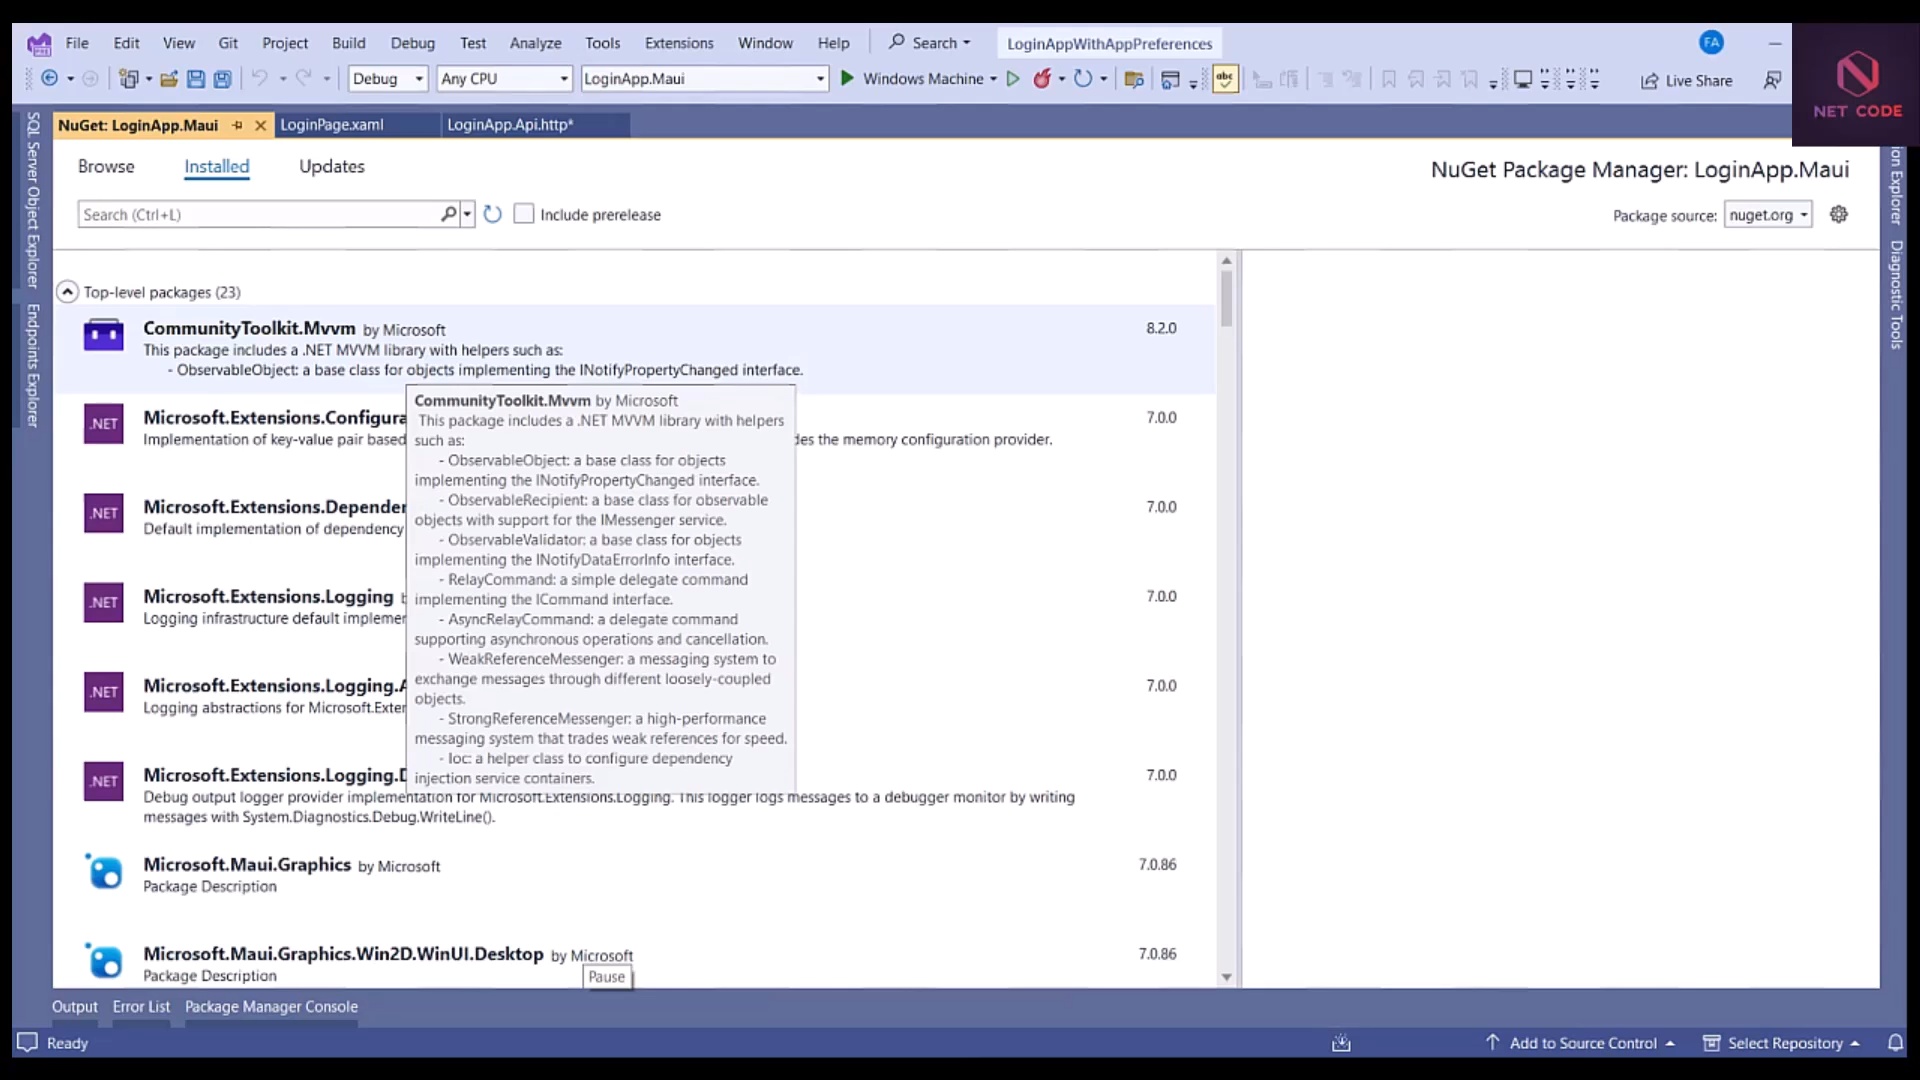 File Edit View Git Project Build Debug Test Analyze Tools Extensions Window Help Search LoginAppWithAppPreferences FA
Debug Any CPU LoginApp.Maui Windows Machine abc Live Share
NET CODE
NuGet: LoginApp.Maui LoginPage.xaml LoginApp.Api.http*
SQL Server Object Explorer
Endpoints Explorer
ion Explorer
Diagnostic Tools
Browse Installed Updates
NuGet Package Manager: LoginApp.Maui
Search (Ctrl+L) Include prerelease
Package source: nuget.org
Top-level packages (23)
CommunityToolkit.Mvvm by Microsoft 8.2.0
This package includes a .NET MVVM library with helpers such as:
- ObservableObject: a base class for objects implementing the INotifyPropertyChanged interface.
CommunityToolkit.Mvvm by Microsoft
This package includes a .NET MVVM library with helpers
such as:
- ObservableObject: a base class for objects
implementing the INotifyPropertyChanged interface.
- ObservableRecipient: a base class for observable
objects with support for the IMessenger service.
- ObservableValidator: a base class for objects
implementing the INotifyDataErrorInfo interface.
- RelayCommand: a simple delegate command
implementing the ICommand interface.
- AsyncRelayCommand: a delegate command
supporting asynchronous operations and cancellation.
- WeakReferenceMessenger: a messaging system to
exchange messages through different loosely-coupled
objects.
- StrongReferenceMessenger: a high-performance
messaging system that trades weak references for speed.
- Ioc: a helper class to configure dependency
injection service containers.
.NET Microsoft.Extensions.Configura 7.0.0
Implementation of key-value pair based des the memory configuration provider.
.NET Microsoft.Extensions.Depender 7.0.0
Default implementation of dependency
.NET Microsoft.Extensions.Logging 7.0.0
Logging infrastructure default implemer
.NET Microsoft.Extensions.Logging.A 7.0.0
Logging abstractions for Microsoft.Exter
.NET Microsoft.Extensions.Logging.D 7.0.0
Debug output logger provider implementation for Microsoft.Extensions.Logging. This logger logs messages to a debugger monitor by writing
messages with System.Diagnostics.Debug.WriteLine().
Microsoft.Maui.Graphics by Microsoft 7.0.86
Package Description
Microsoft.Maui.Graphics.Win2D.WinUI.Desktop by Microsoft 7.0.86
Package Description
Pause
Output Error List Package Manager Console
Ready Add to Source Control Select Repository